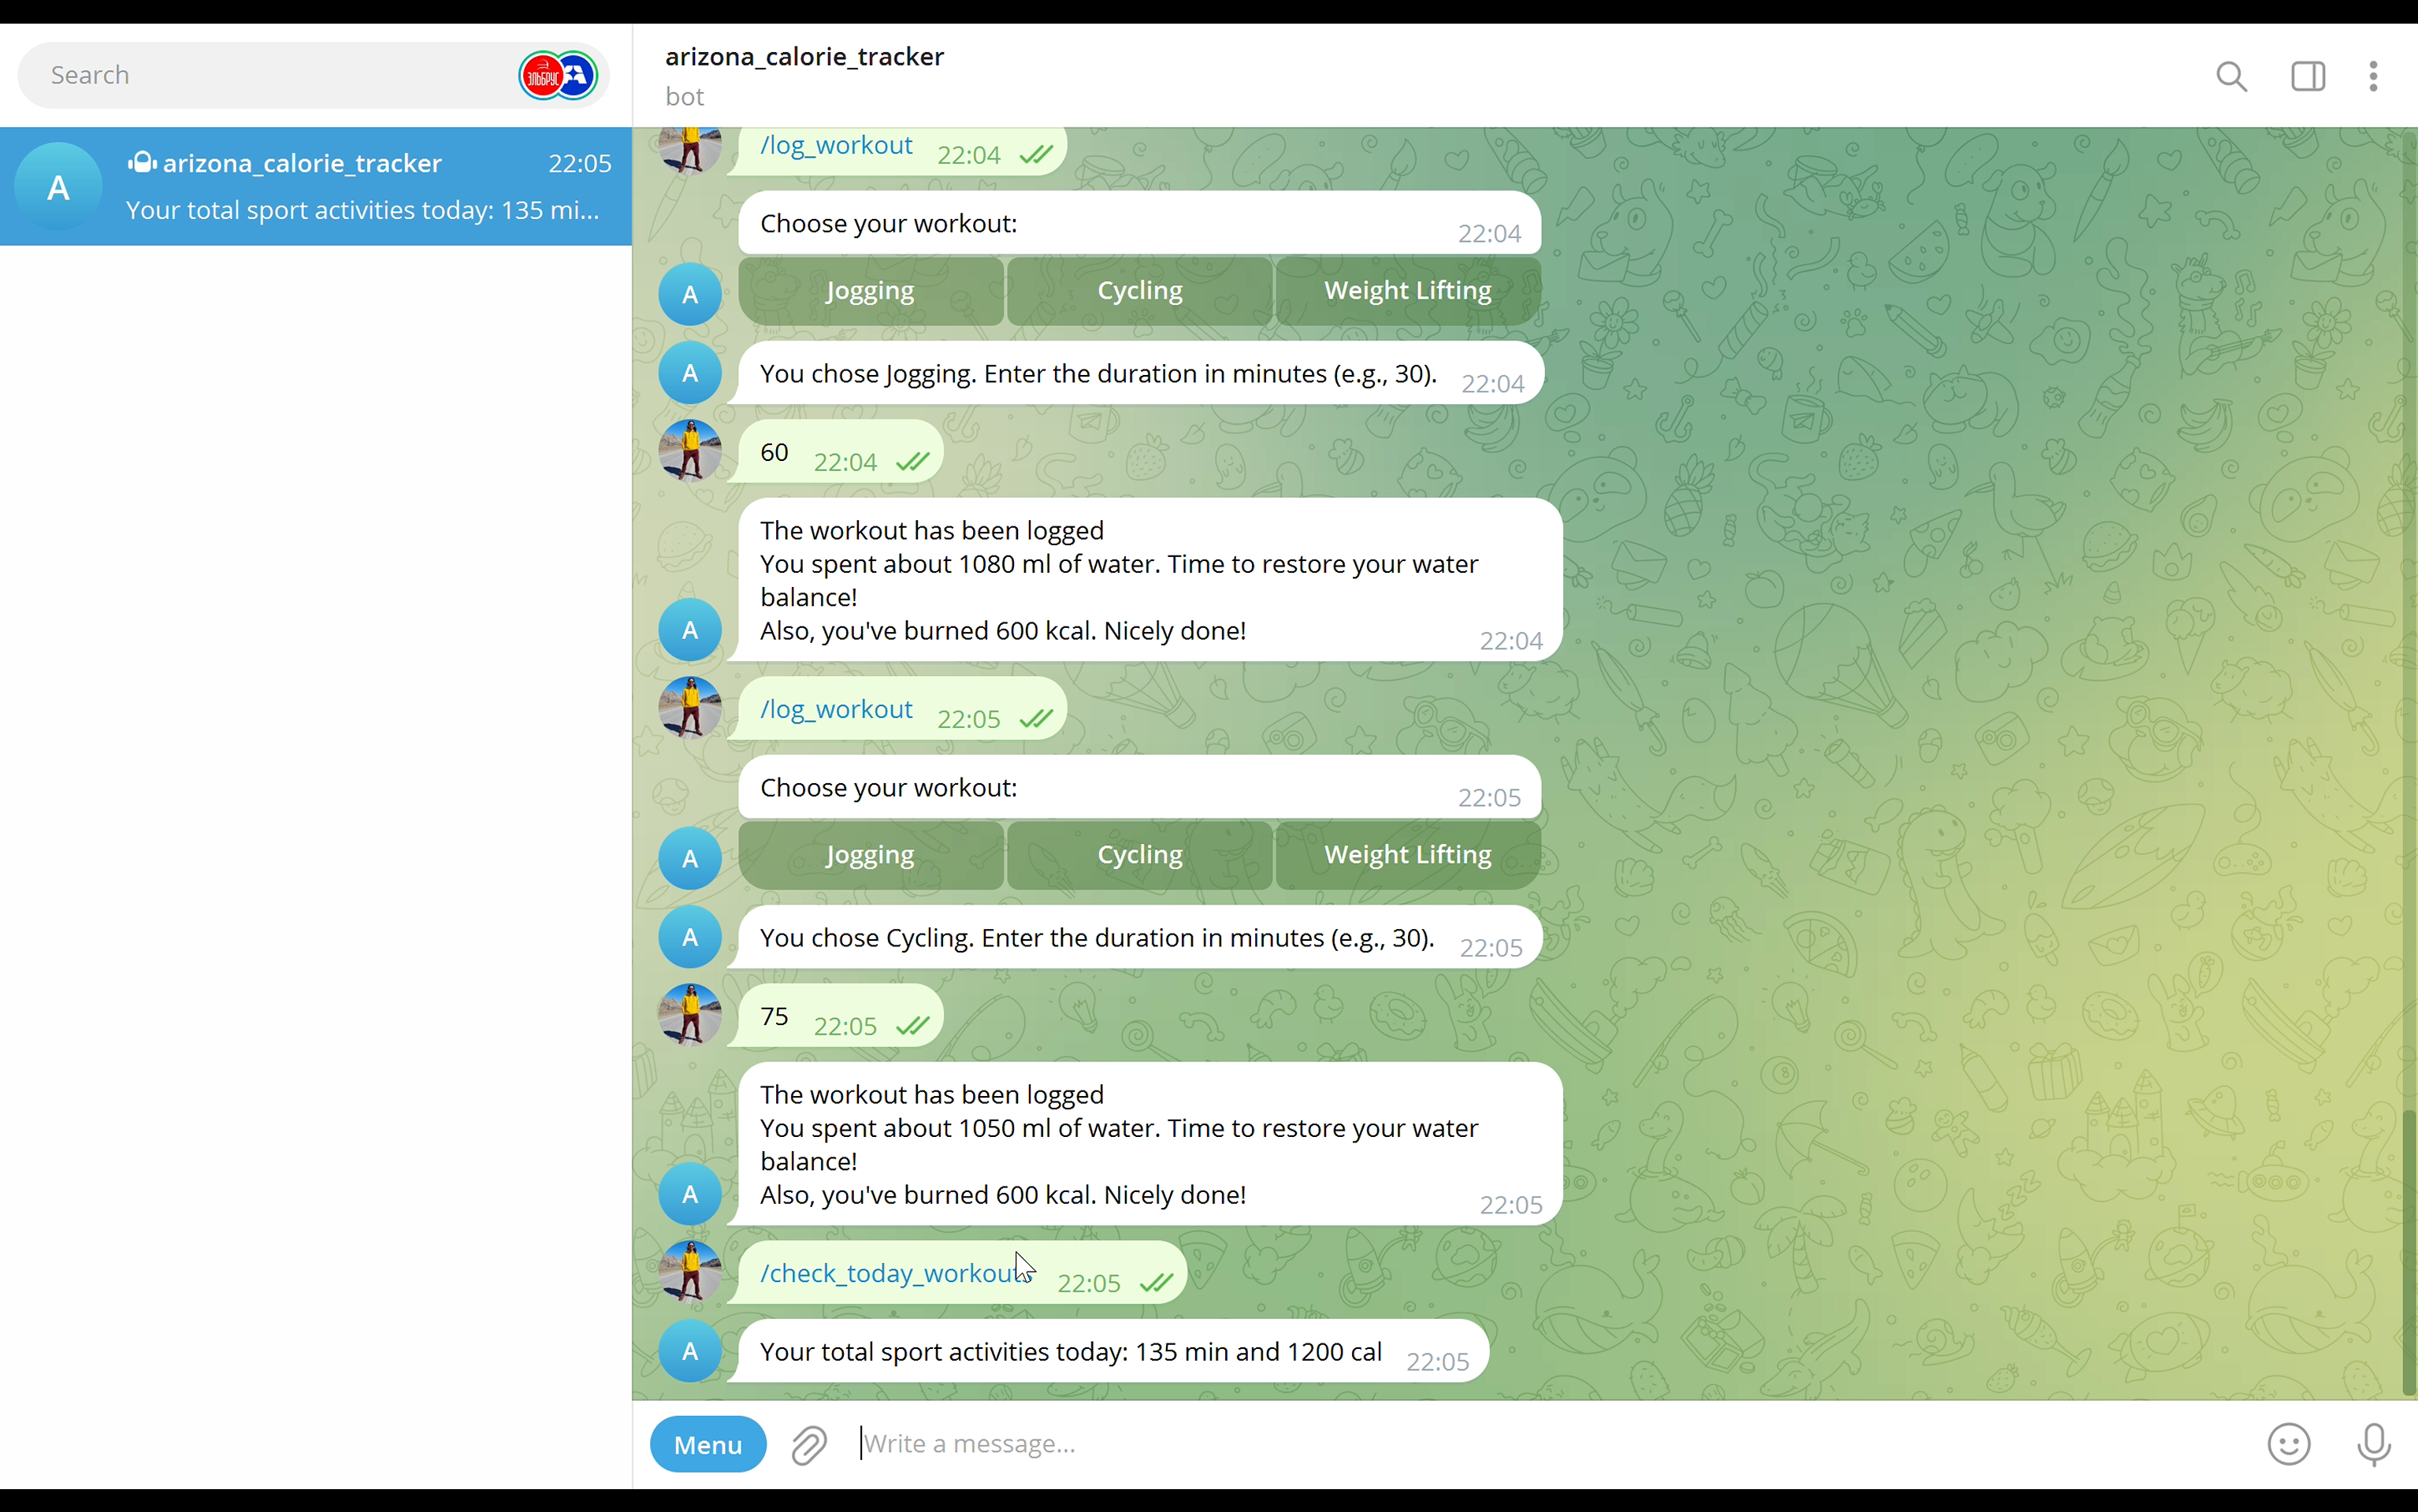 Search
ЭЛЬБРУС
A
arizona_calorie_tracker
22:05
Your total sport activities today: 135 mi...
arizona_calorie_tracker
bot
/log_workout 22:04
Choose your workout: 22:04
A
Jogging Cycling Weight Lifting
A
You chose Jogging. Enter the duration in minutes (e.g., 30). 22:04
60 22:04
The workout has been logged
You spent about 1080 ml of water. Time to restore your water
balance!
Also, you've burned 600 kcal. Nicely done! 22:04
A
/log_workout 22:05
Choose your workout: 22:05
A
Jogging Cycling Weight Lifting
A
You chose Cycling. Enter the duration in minutes (e.g., 30). 22:05
75 22:05
The workout has been logged
You spent about 1050 ml of water. Time to restore your water
balance!
Also, you've burned 600 kcal. Nicely done! 22:05
A
/check_today_workouts 22:05
A
Your total sport activities today: 135 min and 1200 cal 22:05
Menu
Write a message...